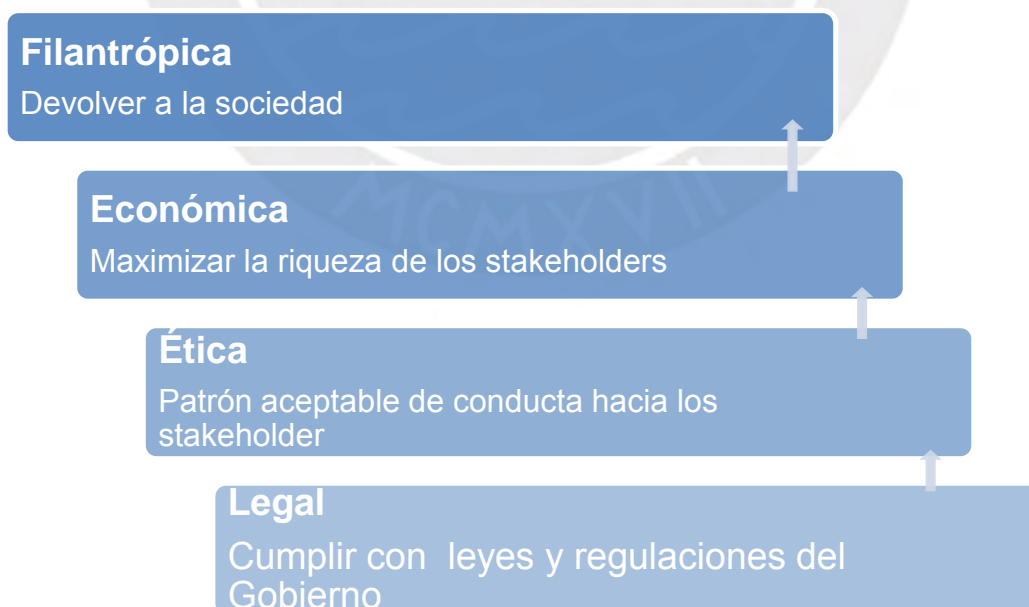 Filantrópica
Devolver a la sociedad
MCMXVII
Económica
Maximizar la riqueza de los stakeholders
Ética
Patrón aceptable de conducta hacia los
stakeholder
Legal
Cumplir con leyes y regulaciones del
Gobierno